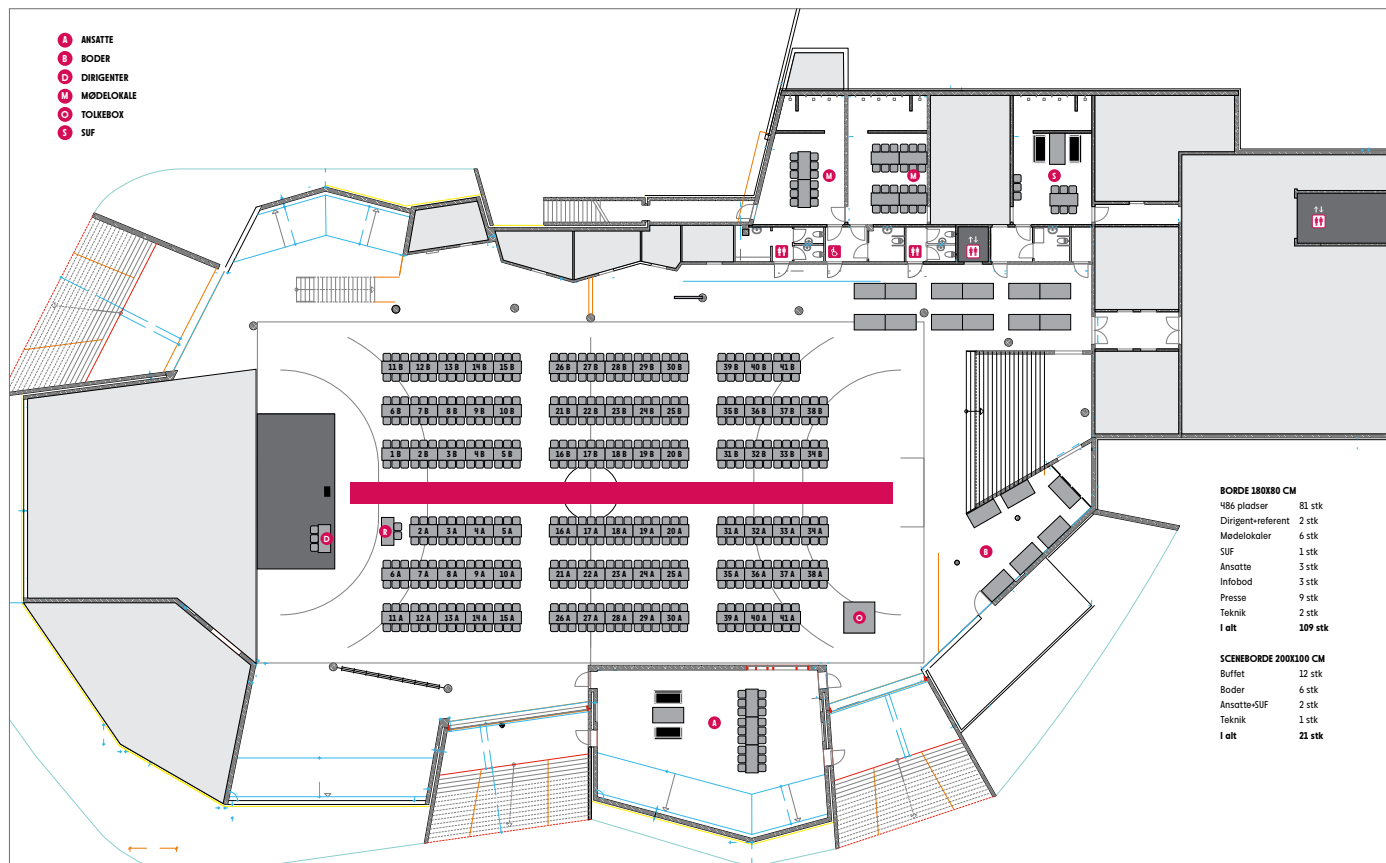 A ANSATTE
B BODER
D DIRIGENTER
M MØDELOKALE
O TOLKEBOX
S SUF
M M S
11 B 12 B 13 B 14 B 15 B 26 B 27 B 28 B 29 B 30 B 39 B 40 B 41 B
6 B 7 B 8 B 9 B 10 B 21 B 22 B 23 B 24 B 25 B 35 B 36 B 37 B 38 B
1 B 2 B 3 B 4 B 5 B 16 B 17 B 18 B 19 B 20 B 31 B 32 B 33 B 34 B
D R 2 A 3 A 4 A 5 A 16 A 17 A 18 A 19 A 20 A 31 A 32 A 33 A 34 A
B
6 A 7 A 8 A 9 A 10 A 21 A 22 A 23 A 24 A 25 A 35 A 36 A 37 A 38 A
11 A 12 A 13 A 14 A 15 A 26 A 27 A 28 A 29 A 30 A 39 A 40 A 41 A
O
A
BORDE 180X80 CM
486 pladser 81 stk
Dirigent+referent 2 stk
Mødelokaler 6 stk
SUF 1 stk
Ansatte 3 stk
Infobod 3 stk
Presse 9 stk
Teknik 2 stk
I alt 109 stk
SCENEBORDE 200X100 CM
Buffet 12 stk
Boder 6 stk
Ansatte+SUF 2 stk
Teknik 1 stk
I alt 21 stk